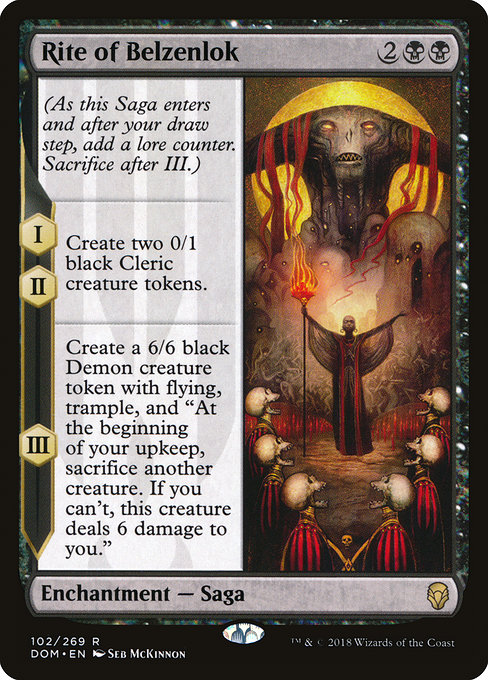 Rite of Belzenlok 2
(As this Saga enters
and after your draw
step, add a lore counter.
Sacrifice after III.)
I
II
Create two 0/1
black Cleric
creature tokens.
III
Create a 6/6 black
Demon creature
token with flying,
trample, and “At
the beginning
of your upkeep,
sacrifice another
creature. If you
can’t, this creature
deals 6 damage to
you.”
Enchantment — Saga
102/269 R
DOM • EN Seb McKinnon
™ & © 2018 Wizards of the Coast